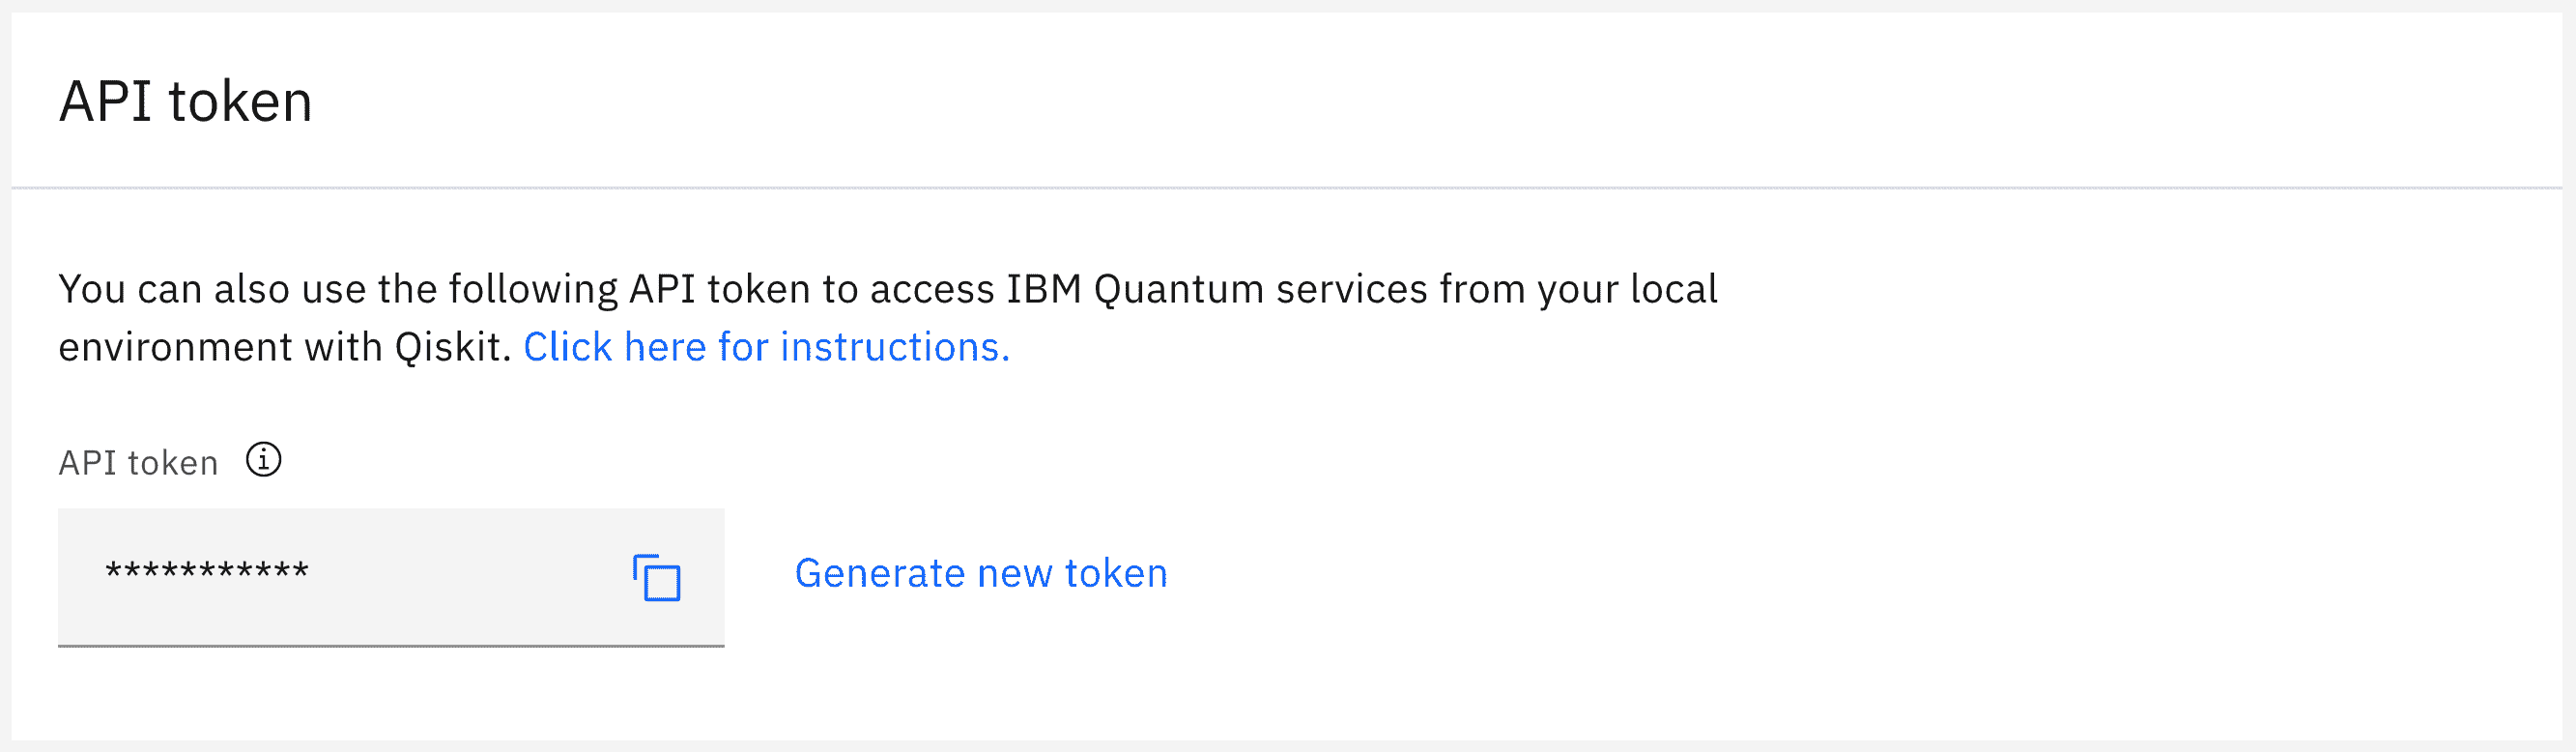 API token
You can also use the following API token to access IBM Quantum services from your local
environment with Qiskit. Click here for instructions.
API token
***********
Generate new token